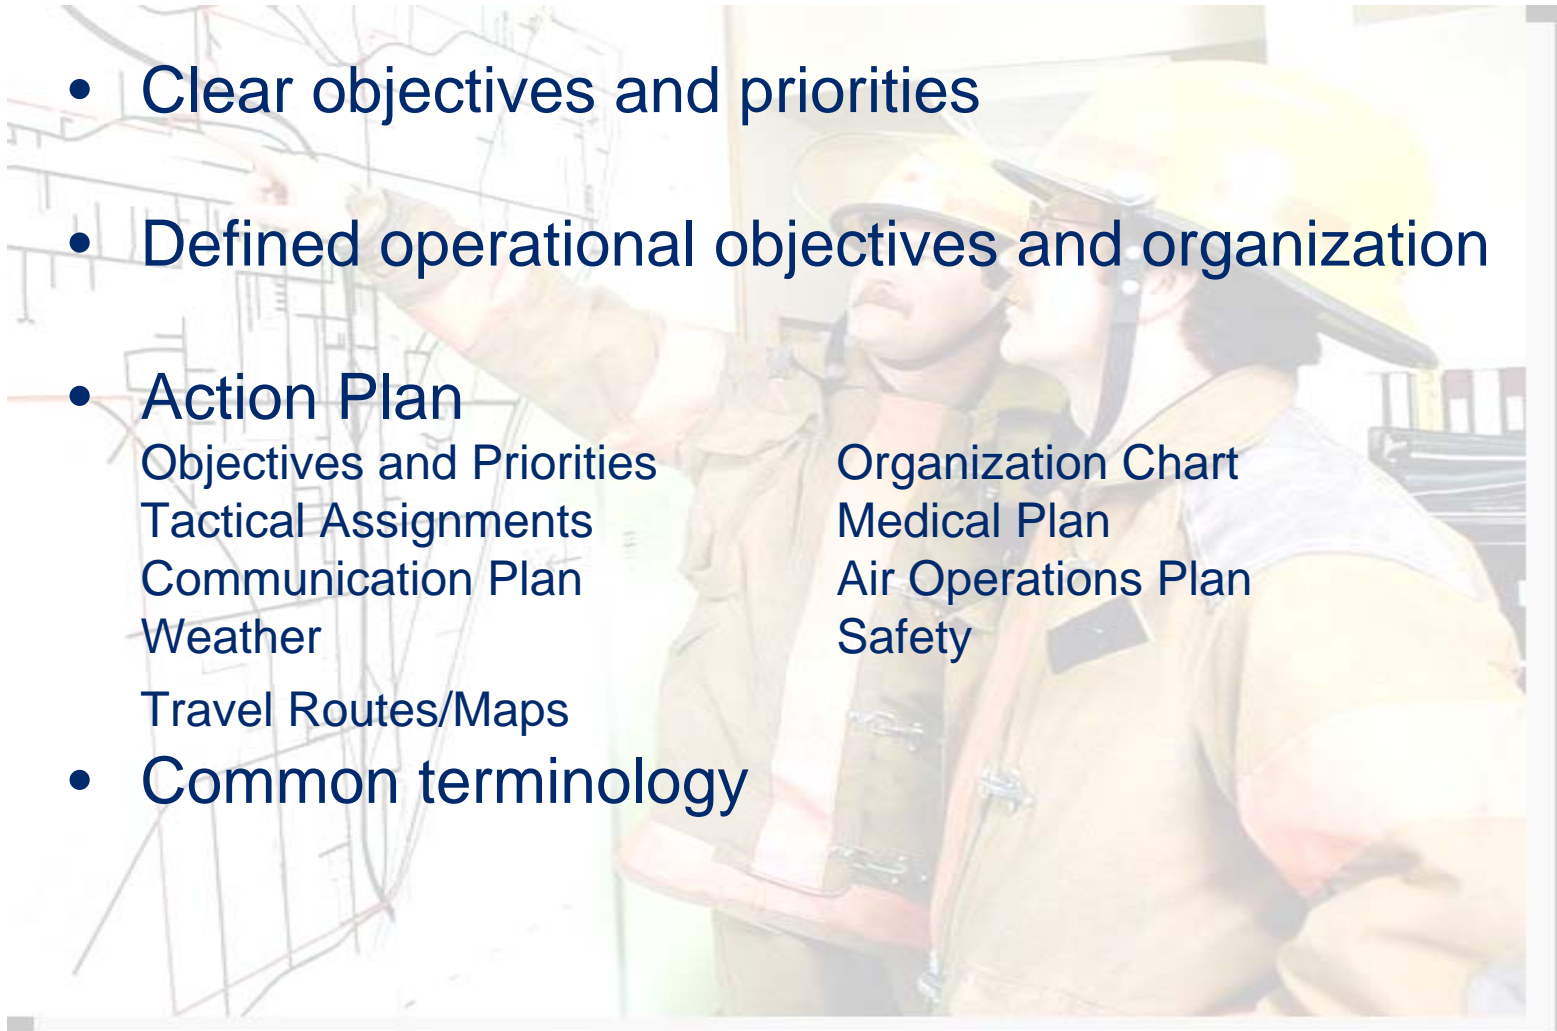 • Clear objectives and priorities
• Defined operational objectives and organization
• Action Plan
Objectives and Priorities Organization Chart
Tactical Assignments Medical Plan
Communication Plan Air Operations Plan
Weather Safety
Travel Routes/Maps
• Common terminology